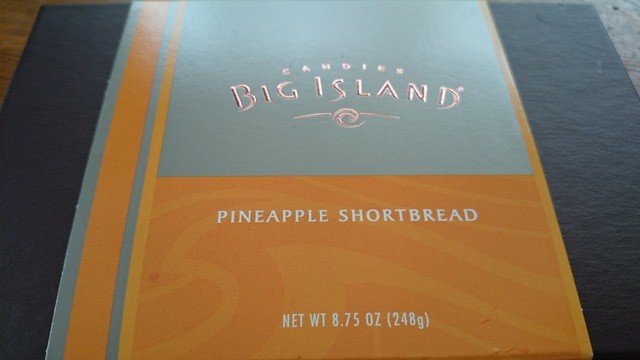 CANDIES
BIG ISLAND®
PINEAPPLE SHORTBREAD
NET WT 8.75 OZ (248g)